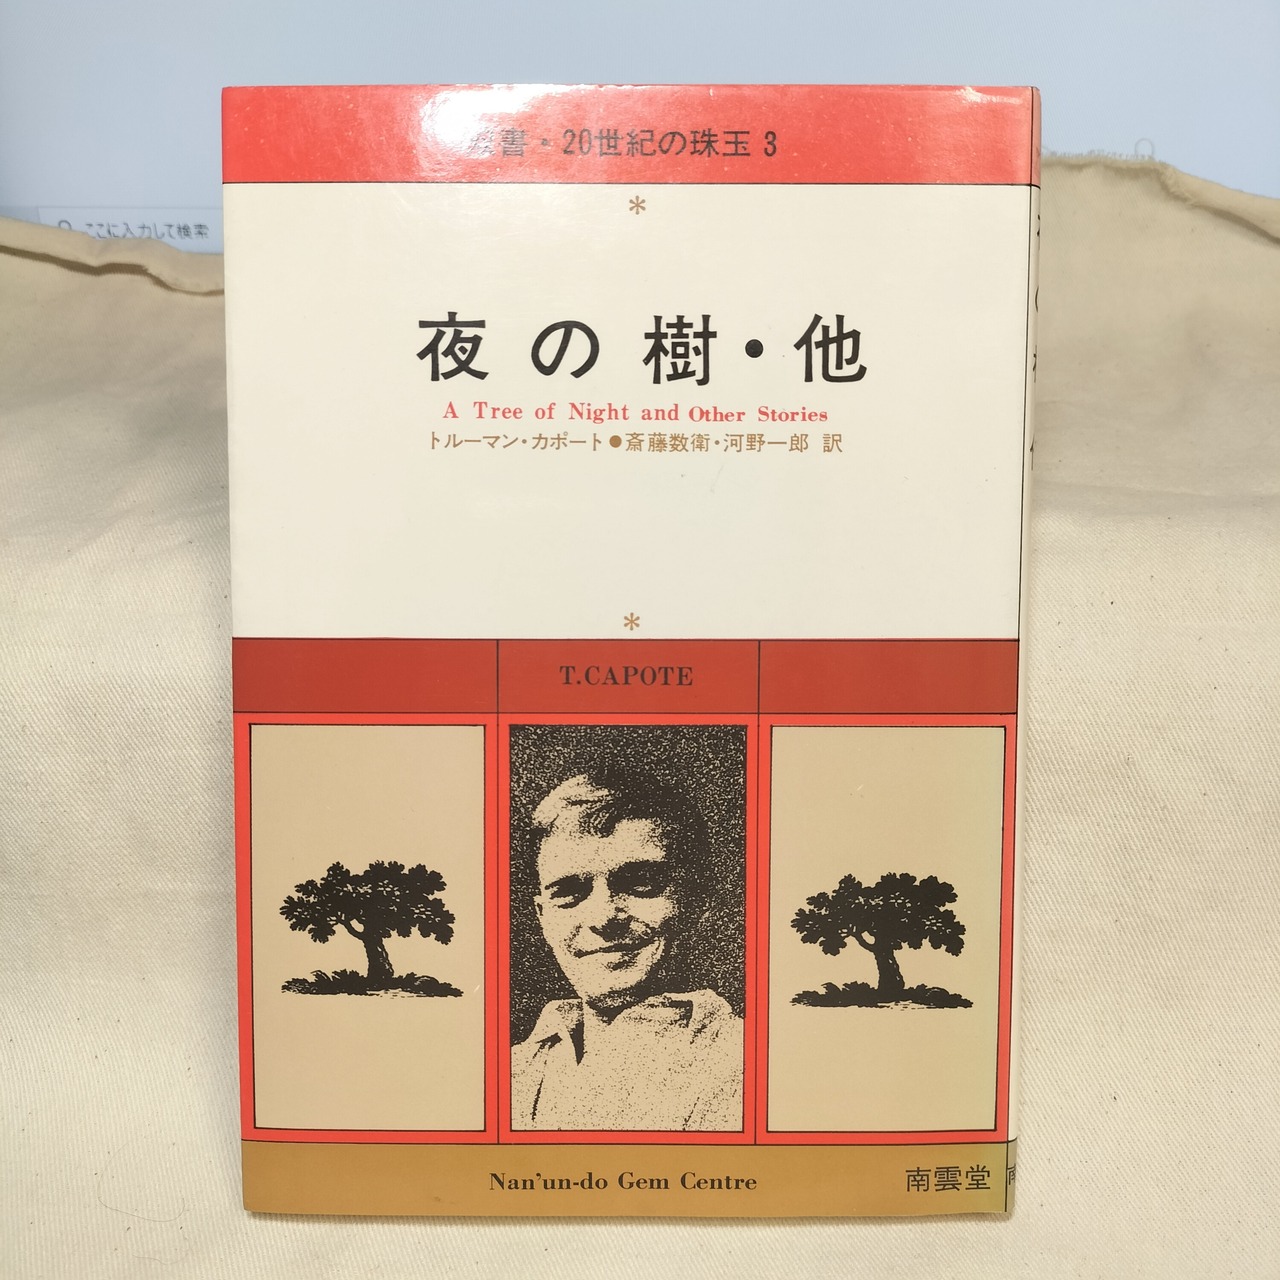 書・20世紀の珠玉 3
*
夜の樹・他
A Tree of Night and Other Stories
トルーマン・カポート●斎藤数衛・河野一郎 訳
*
T.CAPOTE
Nan'un-do Gem Centre
南雲堂
ここに入力して検索